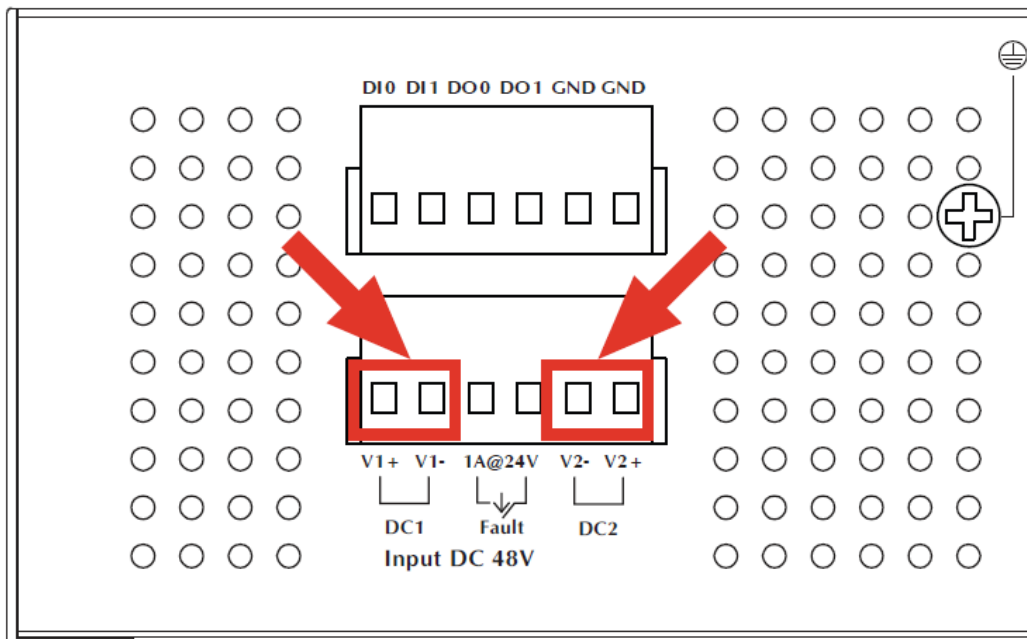 DI0 DI1 DO0 DO1 GND GND
V1+ V1- 1A@24V V2- V2+
DC1 Fault DC2
Input DC 48V